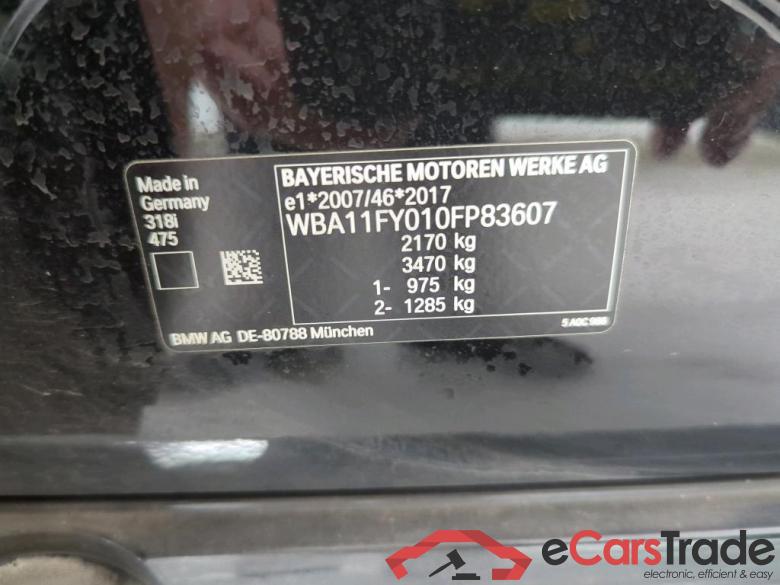 Made in
Germany
318i
475
BAYERISCHE MOTOREN WERKE AG
e1*2007/46*2017
WBA11FY010FP83607
2170 kg
3470 kg
1- 975 kg
2- 1285 kg
BMW AG DE-80788 München
eCarsTrade
electronic, efficient & easy